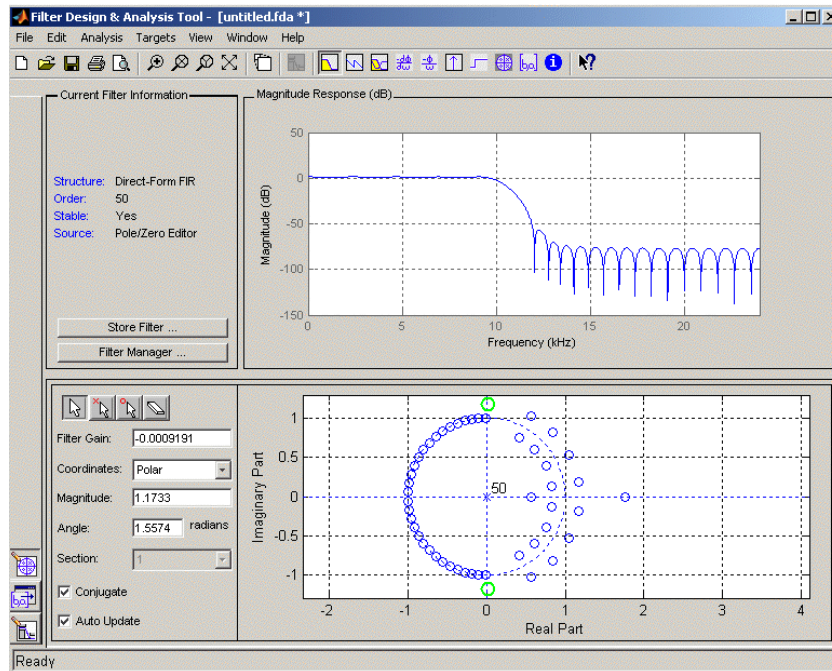 Filter Design & Analysis Tool - [untitled.fda *]
File Edit Analysis Targets View Window Help
Current Filter Information
Structure: Direct-Form FIR
Order: 50
Stable: Yes
Source: Pole/Zero Editor
Store Filter ...
Filter Manager ...
Magnitude Response (dB)
50
0
-50
-100
-150
Magnitude (dB)
0 5 10 15 20
Frequency (kHz)
Filter Gain: -0.0009191
Coordinates: Polar
Magnitude: 1.1733
Angle: 1.5574 radians
Section: 1
Conjugate
Auto Update
1
0.5
0
-0.5
-1
Imaginary Part
50
-2 -1 0 1 2 3 4
Real Part
Ready